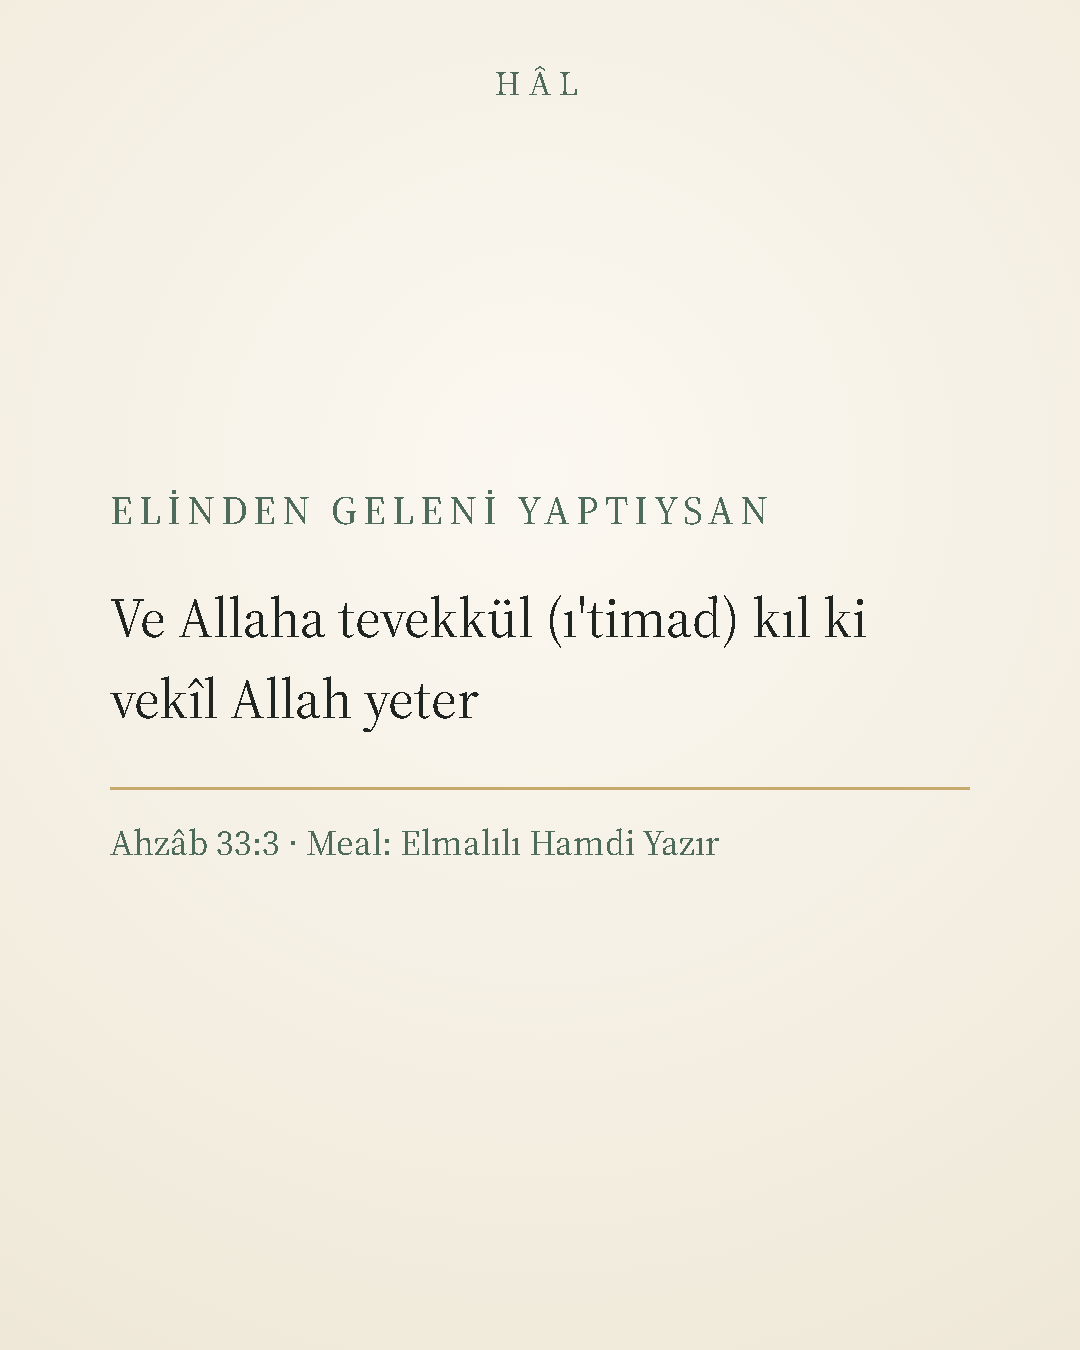 HÂL
ELİNDEN GELENİ YAPTIYSAN
Ve Allaha tevekkül (ı'timad) kıl ki
vekîl Allah yeter
Ahzâb 33:3 · Meal: Elmalılı Hamdi Yazır